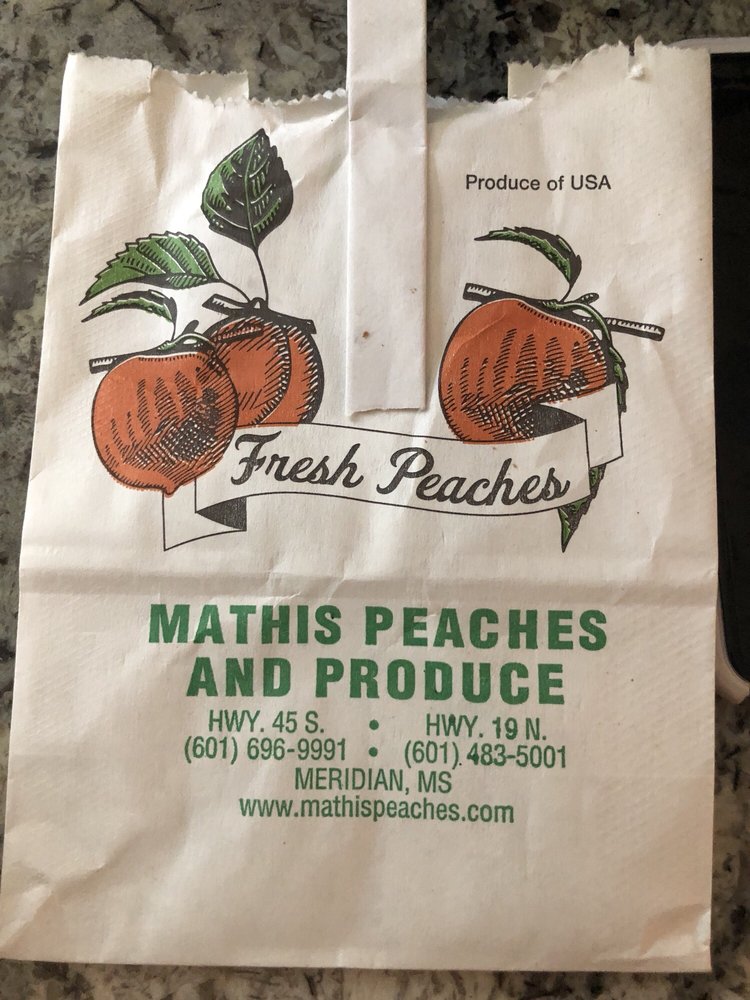 Produce of USA
Fresh Peaches
MATHIS PEACHES
AND PRODUCE
HWY. 45 S. • HWY. 19 N.
(601) 696-9991 • (601) 483-5001
MERIDIAN, MS
www.mathispeaches.com